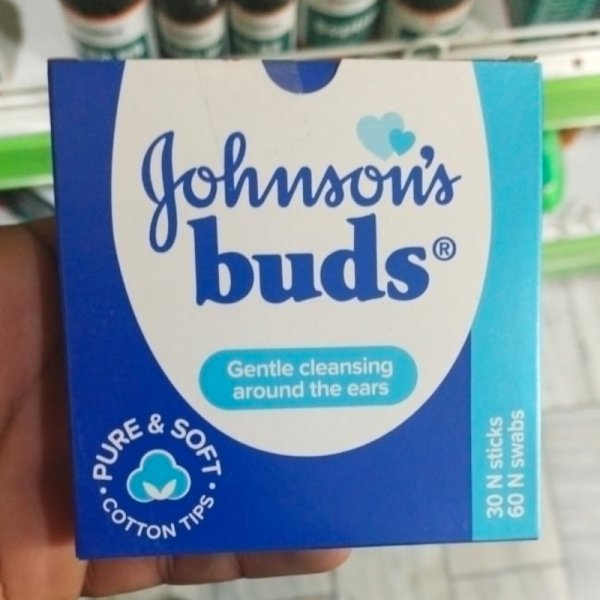 Johnson's
buds®
Gentle cleansing
around the ears
• PURE & SOFT •
COTTON TIPS
30 N sticks
60 N swabs